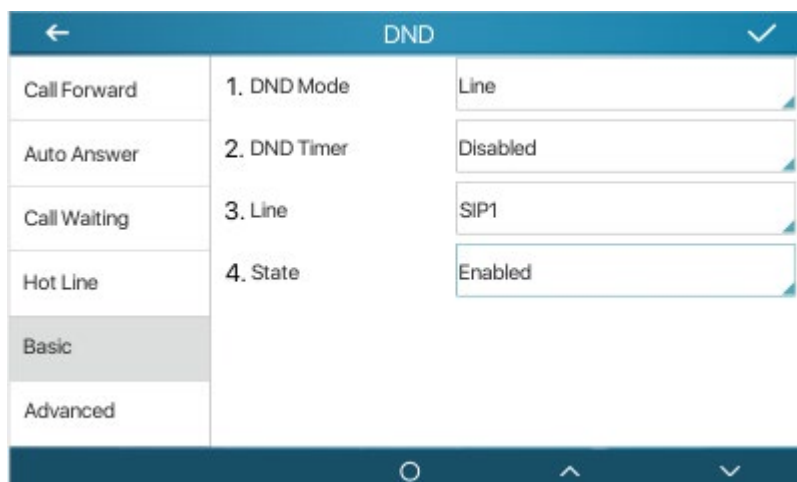 DND
Call Forward
1. DND Mode
Line
Auto Answer
2. DND Timer
Disabled
Call Waiting
3. Line
SIP1
Hot Line
4. State
Enabled
Basic
Advanced